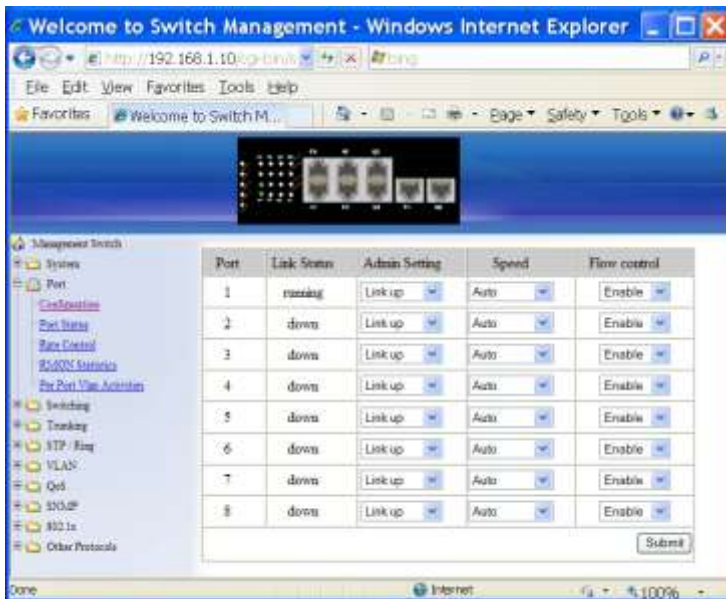 Welcome to Switch Management - Windows Internet Explorer
http://192.168.1.10/cgi-bin/s bing
File Edit View Favorites Tools Help
Favorites Welcome to Switch M... Page Safety Tools
Management Switch
System
Port
Configuration
Port Status
Rate Control
RMON Statistics
Per Port Vlan Activities
Switching
Trunking
STP / Ring
VLAN
QoS
SNMP
802.1x
Other Protocols
Port Link Status Admin Setting Speed Flow control
1 running Link up Auto Enable
2 down Link up Auto Enable
3 down Link up Auto Enable
4 down Link up Auto Enable
5 down Link up Auto Enable
6 down Link up Auto Enable
7 down Link up Auto Enable
8 down Link up Auto Enable
Submit
Done Internet 100%